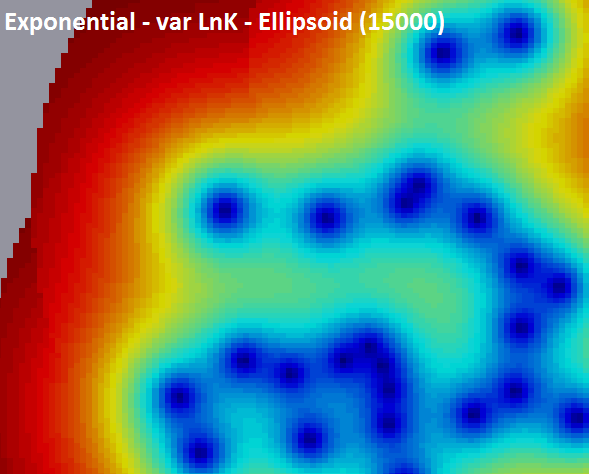 Exponential - var LnK - Ellipsoid (15000)